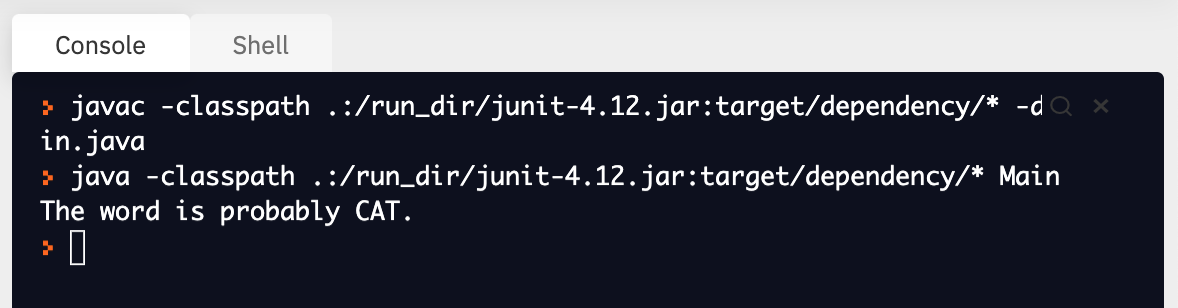 Console
Shell
javac -classpath .:/run_dir/junit-4.12.jar:target/dependency/* -d
in.java
java -classpath .:/run_dir/junit-4.12.jar:target/dependency/* Main
The word is probably CAT.